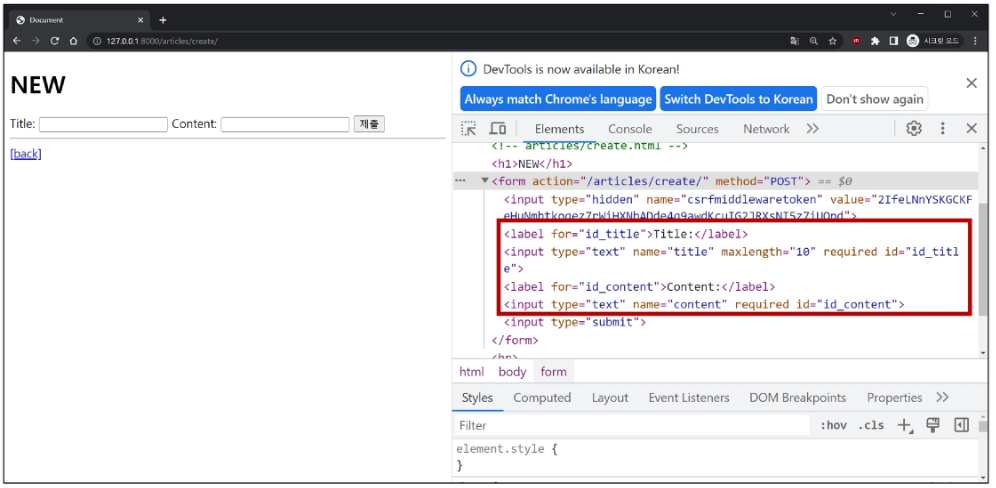 Document
127.0.0.1:8000/articles/create/
시크릿 모드
NEW
Title:
Content:
제출
[back]
DevTools is now available in Korean!
Always match Chrome's language
Switch DevTools to Korean
Don't show again
Elements
Console
Sources
Network
<!-- articles/create.html -->
<h1>NEW</h1>
<form action="/articles/create/" method="POST"> == $0
<input type="hidden" name="csrfmiddlewaretoken" value="2IfeLNnYSKGCKF
<label for="id_title">Title:</label>
<input type="text" name="title" maxlength="10" required id="id_titl
e">
<label for="id_content">Content:</label>
<input type="text" name="content" required id="id_content">
<input type="submit">
</form>
<hr>
html body form
Styles
Computed
Layout
Event Listeners
DOM Breakpoints
Properties
Filter
:hov .cls
element.style {
}